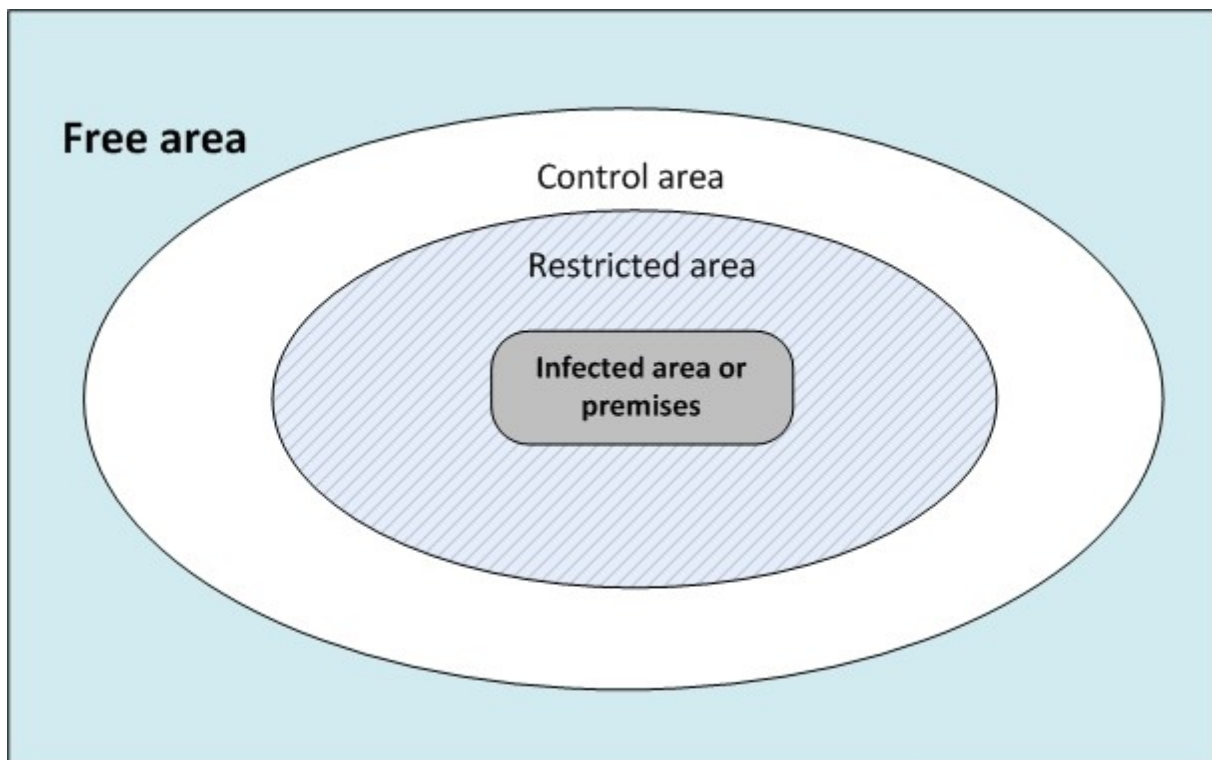 Free area
Control area
Restricted area
Infected area or
premises